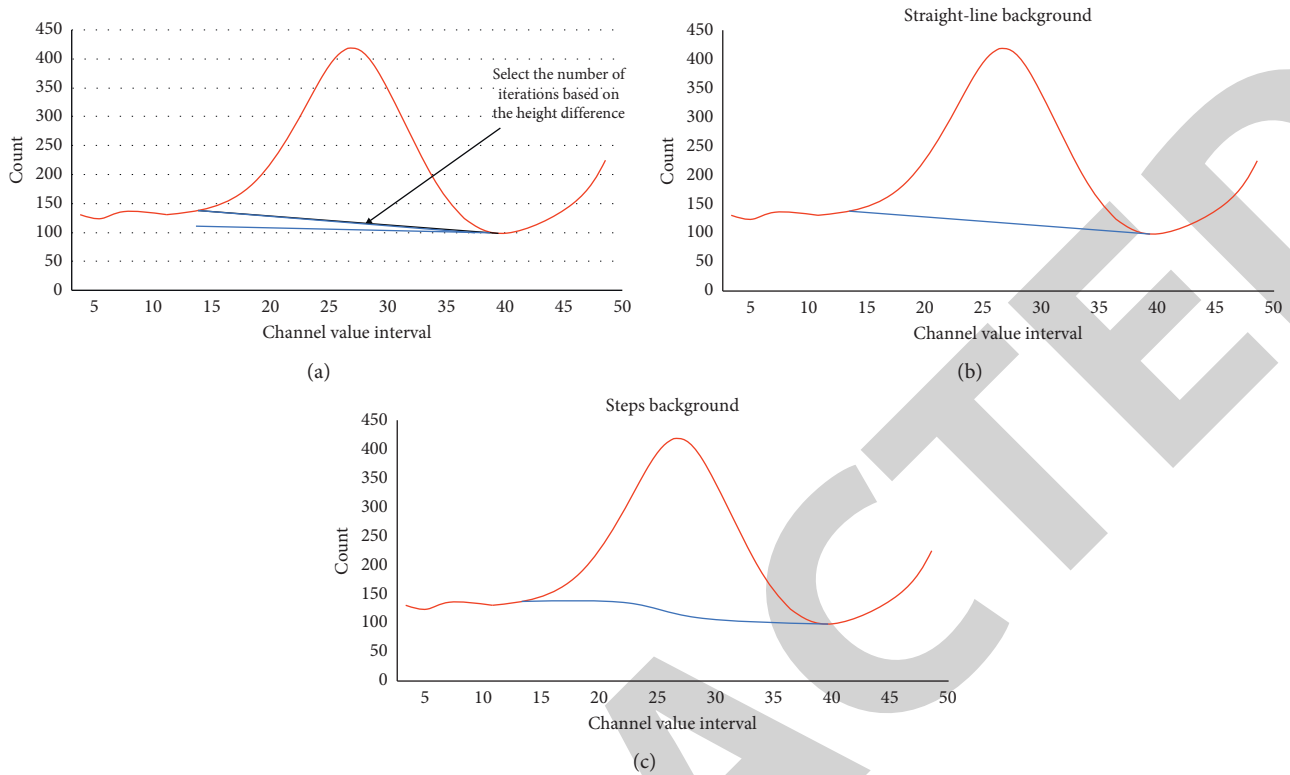 450
400
350
300
250
200
150
100
50
0
Count
Select the number of
iterations based on
the height difference
5 10 15 20 25 30 35 40 45 50
Channel value interval
(a)
Straight-line background
450
400
350
300
250
200
150
100
50
0
Count
5 10 15 20 25 30 35 40 45 50
Channel value interval
(b)
Steps background
450
400
350
300
250
200
150
100
50
0
Count
5 10 15 20 25 30 35 40 45 50
Channel value interval
(c)
ACTED